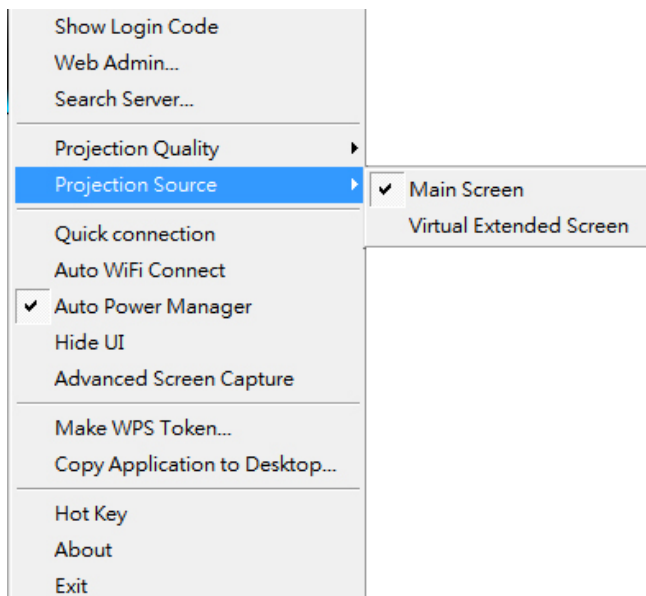 Show Login Code
Web Admin...
Search Server...
Projection Quality
Projection Source
Main Screen
Virtual Extended Screen
Quick connection
Auto WiFi Connect
Auto Power Manager
Hide UI
Advanced Screen Capture
Make WPS Token...
Copy Application to Desktop...
Hot Key
About
Exit